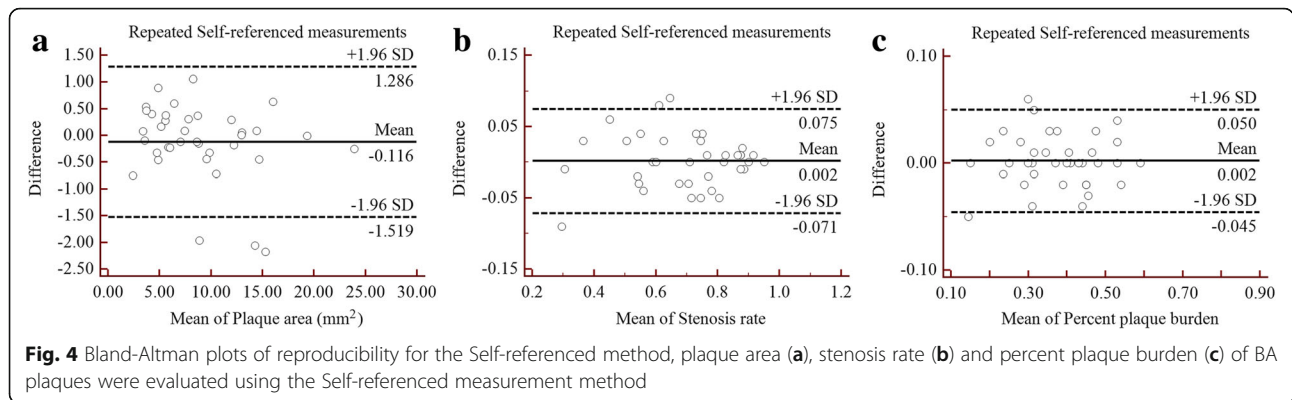 a
Repeated Self-referenced measurements
1.50
1.00
0.50
0.00
-0.50
-1.00
-1.50
-2.00
-2.50
Difference
+1.96 SD
1.286
Mean
-0.116
-1.96 SD
-1.519
0.00 5.00 10.00 15.00 20.00 25.00 30.00
Mean of Plaque area (mm²)
b
Repeated Self-referenced measurements
0.15
0.05
-0.05
-0.15
Difference
+1.96 SD
0.075
Mean
0.002
-1.96 SD
-0.071
0.2 0.4 0.6 0.8 1.0 1.2
Mean of Stenosis rate
c
Repeated Self-referenced measurements
0.10
0.00
-0.10
Difference
+1.96 SD
0.050
Mean
0.002
-1.96 SD
-0.045
0.10 0.30 0.50 0.70 0.90
Mean of Percent plaque burden
Fig. 4 Bland-Altman plots of reproducibility for the Self-referenced method, plaque area (a), stenosis rate (b) and percent plaque burden (c) of BA
plaques were evaluated using the Self-referenced measurement method